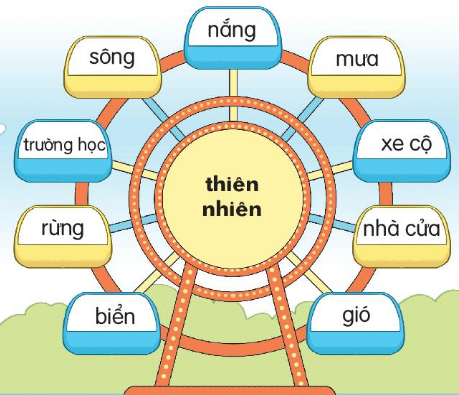 nắng
sông
mưa
trường học
xe cộ
thiên
nhiên
rừng
nhà cửa
biển
gió